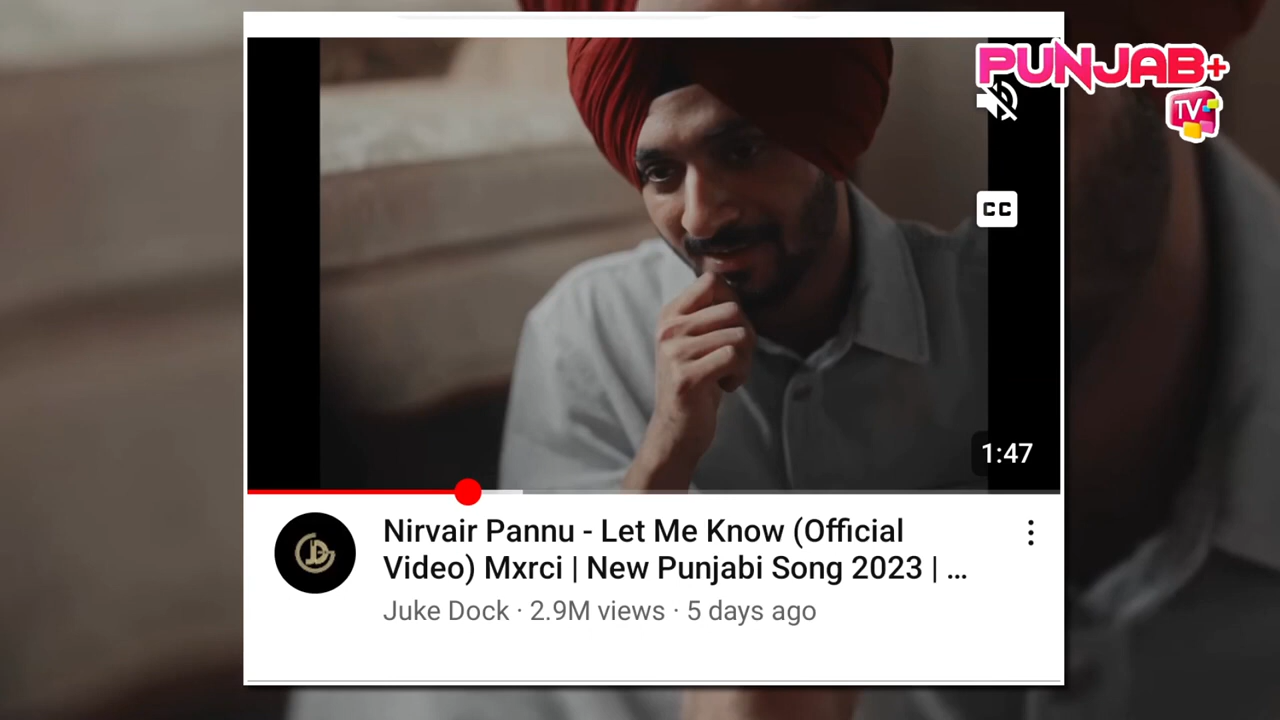 PUNJAB+
TV
CC
1:47
JD
Nirvair Pannu - Let Me Know (Official
Video) Mxrci | New Punjabi Song 2023 | ...
Juke Dock · 2.9M views · 5 days ago